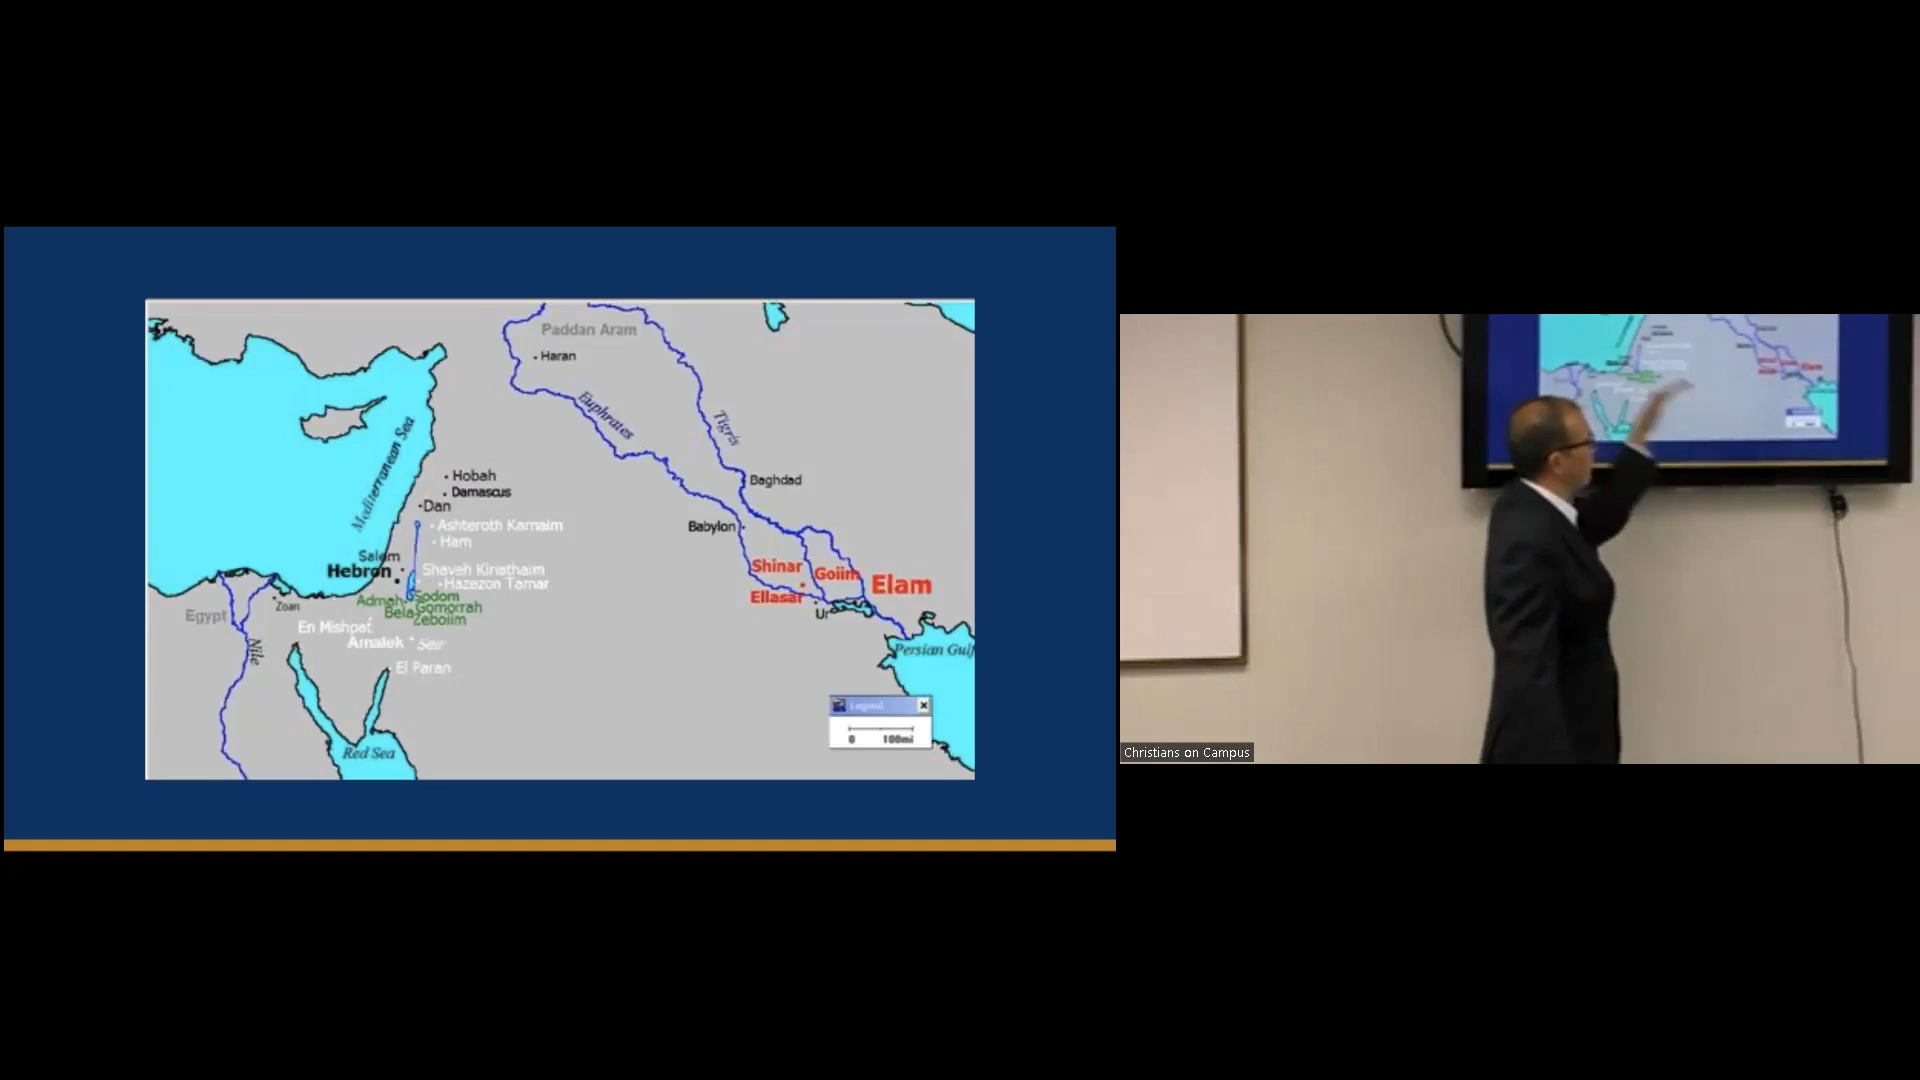 Paddan Aram
Haran
Euphrates
Tigris
Mediterranean Sea
Hobah
Damascus
Dan
Baghdad
Ashteroth Karnaim
Babylon
Ham
Salem
Hebron
Shaveh Kiriathaim
Hazezon Tamar
Shinar
Goiim
Elam
Ellasar
Ur
Admah
Sodom
Gomorrah
Bela
Zeboiim
Zoan
Egypt
Nile
En Mishpat
Amalek
Seir
El Paran
Persian Gulf
Red Sea
Legend
0 100mi
Elam
Christians on Campus